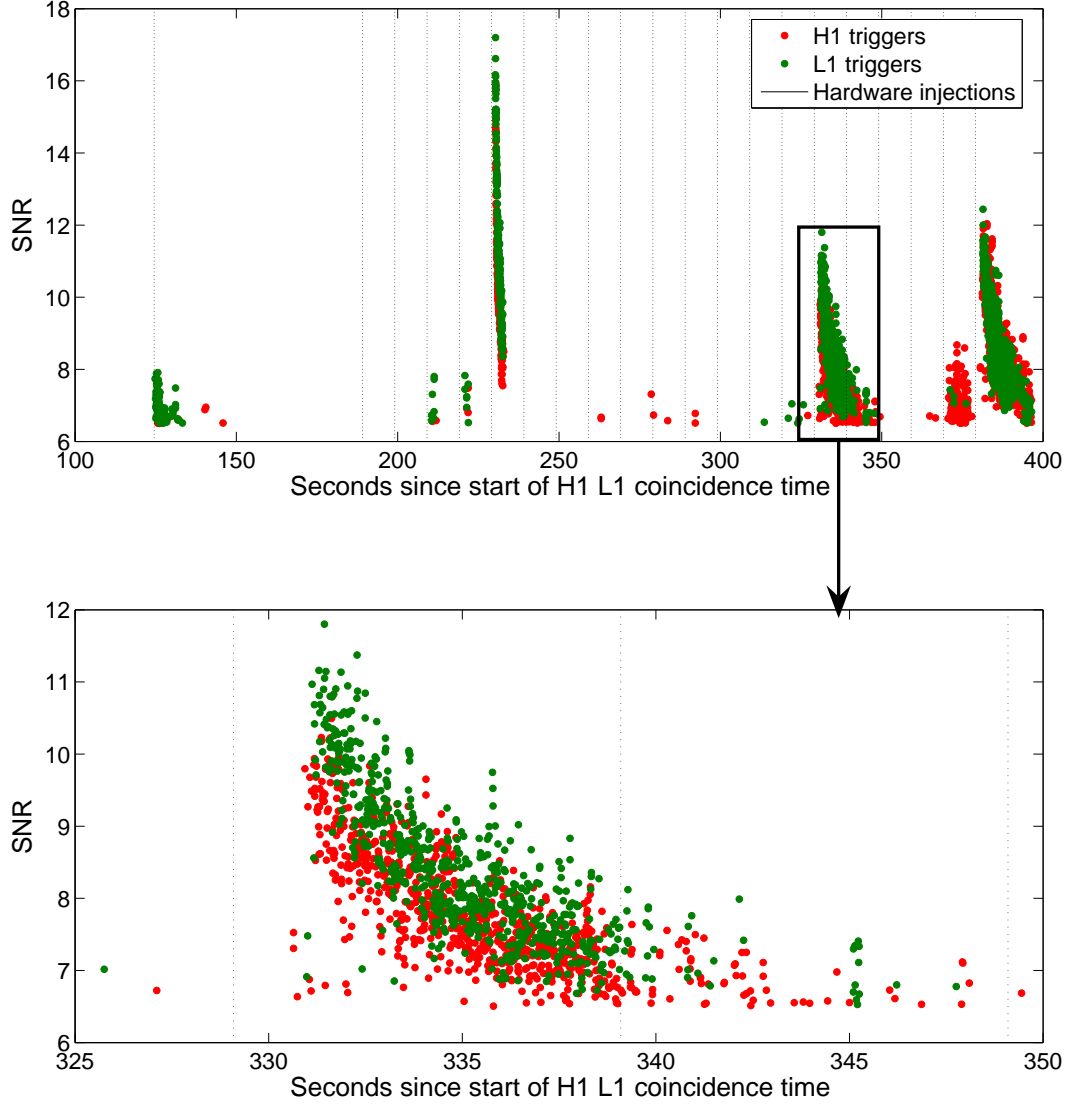 18
16
14
12
10
8
6
SNR
H1 triggers
L1 triggers
Hardware injections
100 150 200 250 300 350 400
Seconds since start of H1 L1 coincidence time
12
11
10
9
8
7
6
SNR
325 330 335 340 345 350
Seconds since start of H1 L1 coincidence time